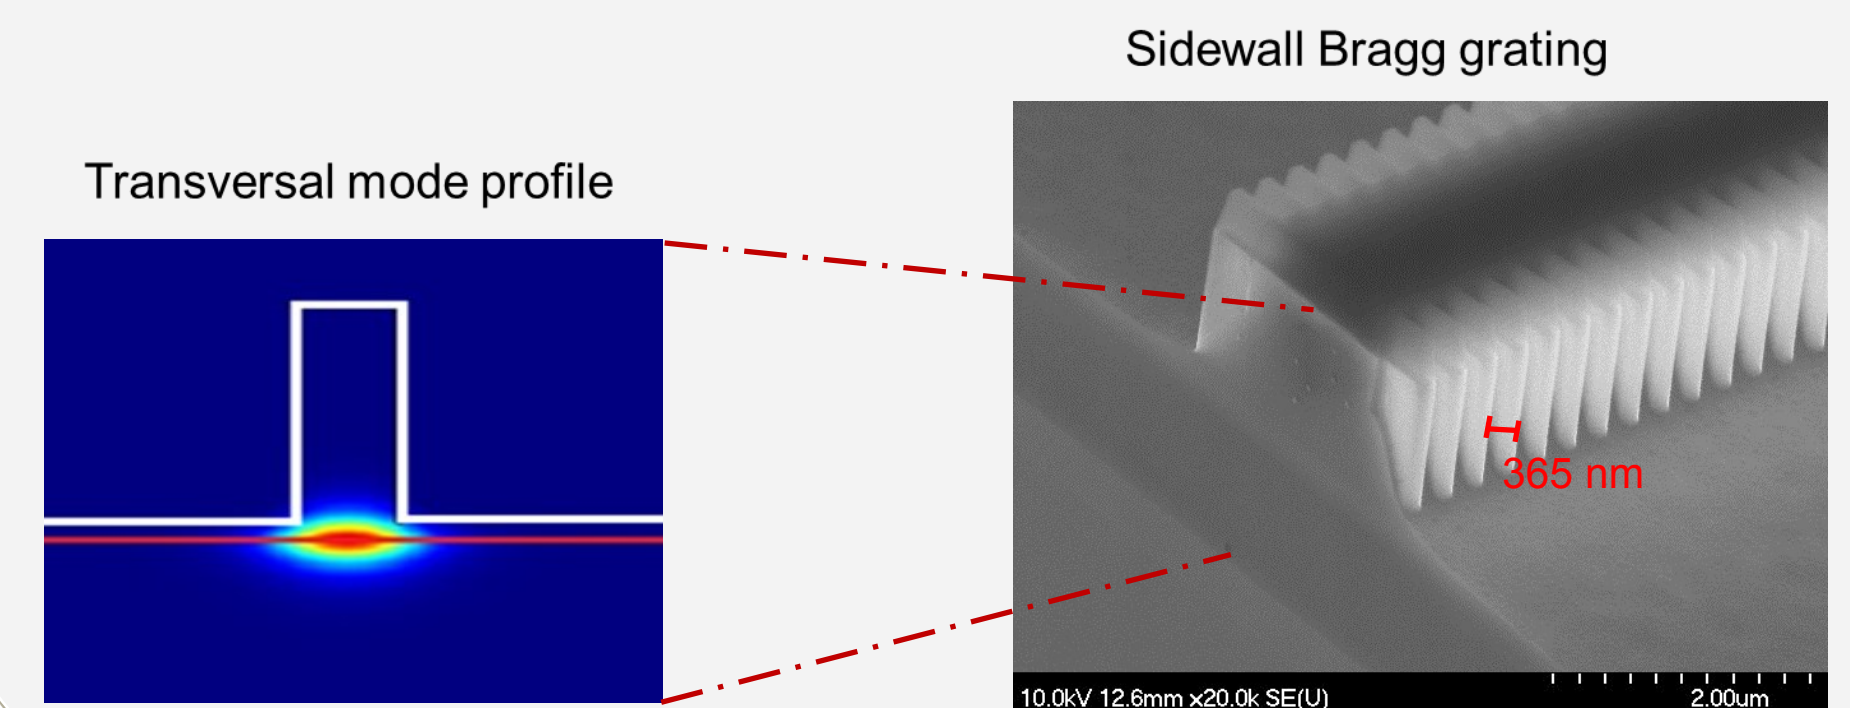 Sidewall Bragg grating
Transversal mode profile
365 nm
10.0kV 12.6mm x20.0k SE(U)
2.00um